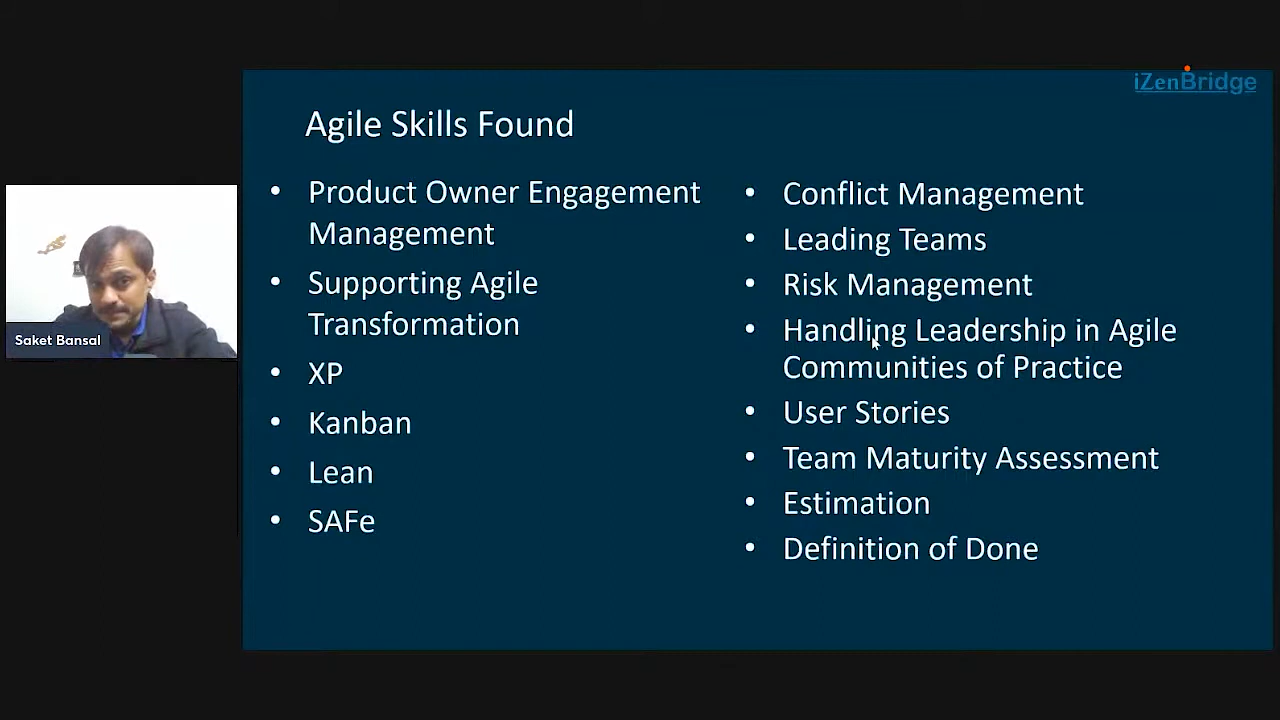 iZenBridge
Agile Skills Found
• Product Owner Engagement
Management
• Supporting Agile
Transformation
• XP
• Kanban
• Lean
• SAFe
• Conflict Management
• Leading Teams
• Risk Management
• Handling Leadership in Agile
Communities of Practice
• User Stories
• Team Maturity Assessment
• Estimation
• Definition of Done
Saket Bansal